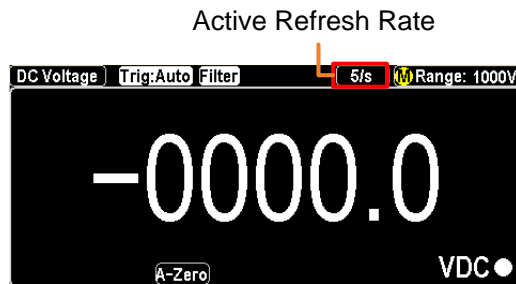 Active Refresh Rate
DC Voltage Trig:Auto Filter 5/s M Range: 1000V
-0000.0
A-Zero VDC